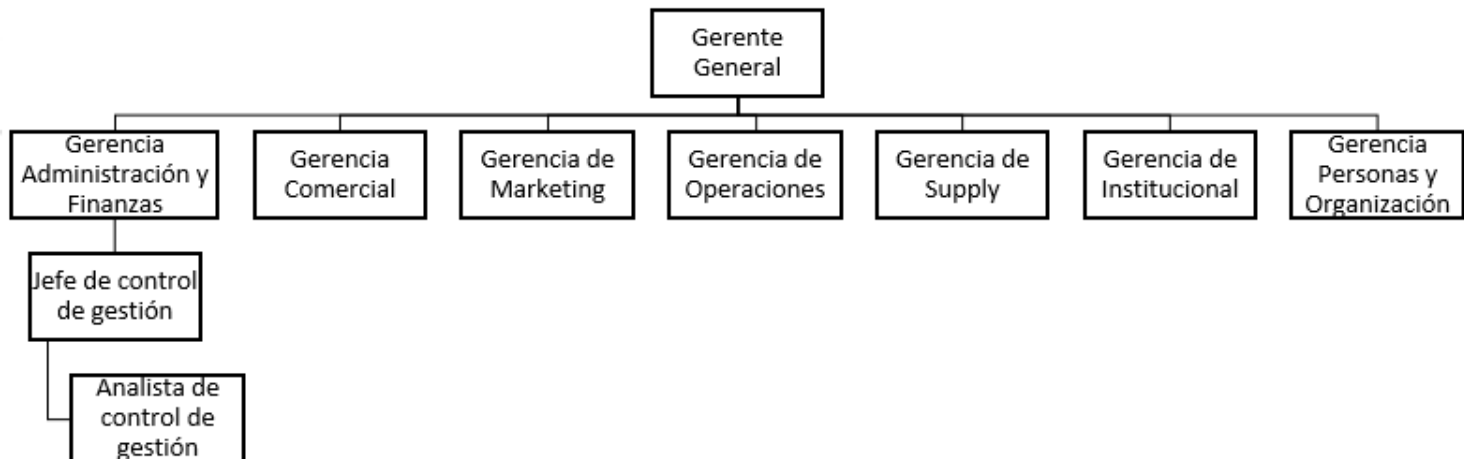 Gerente
General
Gerencia
Administración y
Finanzas
Gerencia
Comercial
Gerencia de
Marketing
Gerencia de
Operaciones
Gerencia de
Supply
Gerencia de
Institucional
Gerencia
Personas y
Organización
Jefe de control
de gestión
Analista de
control de
gestión